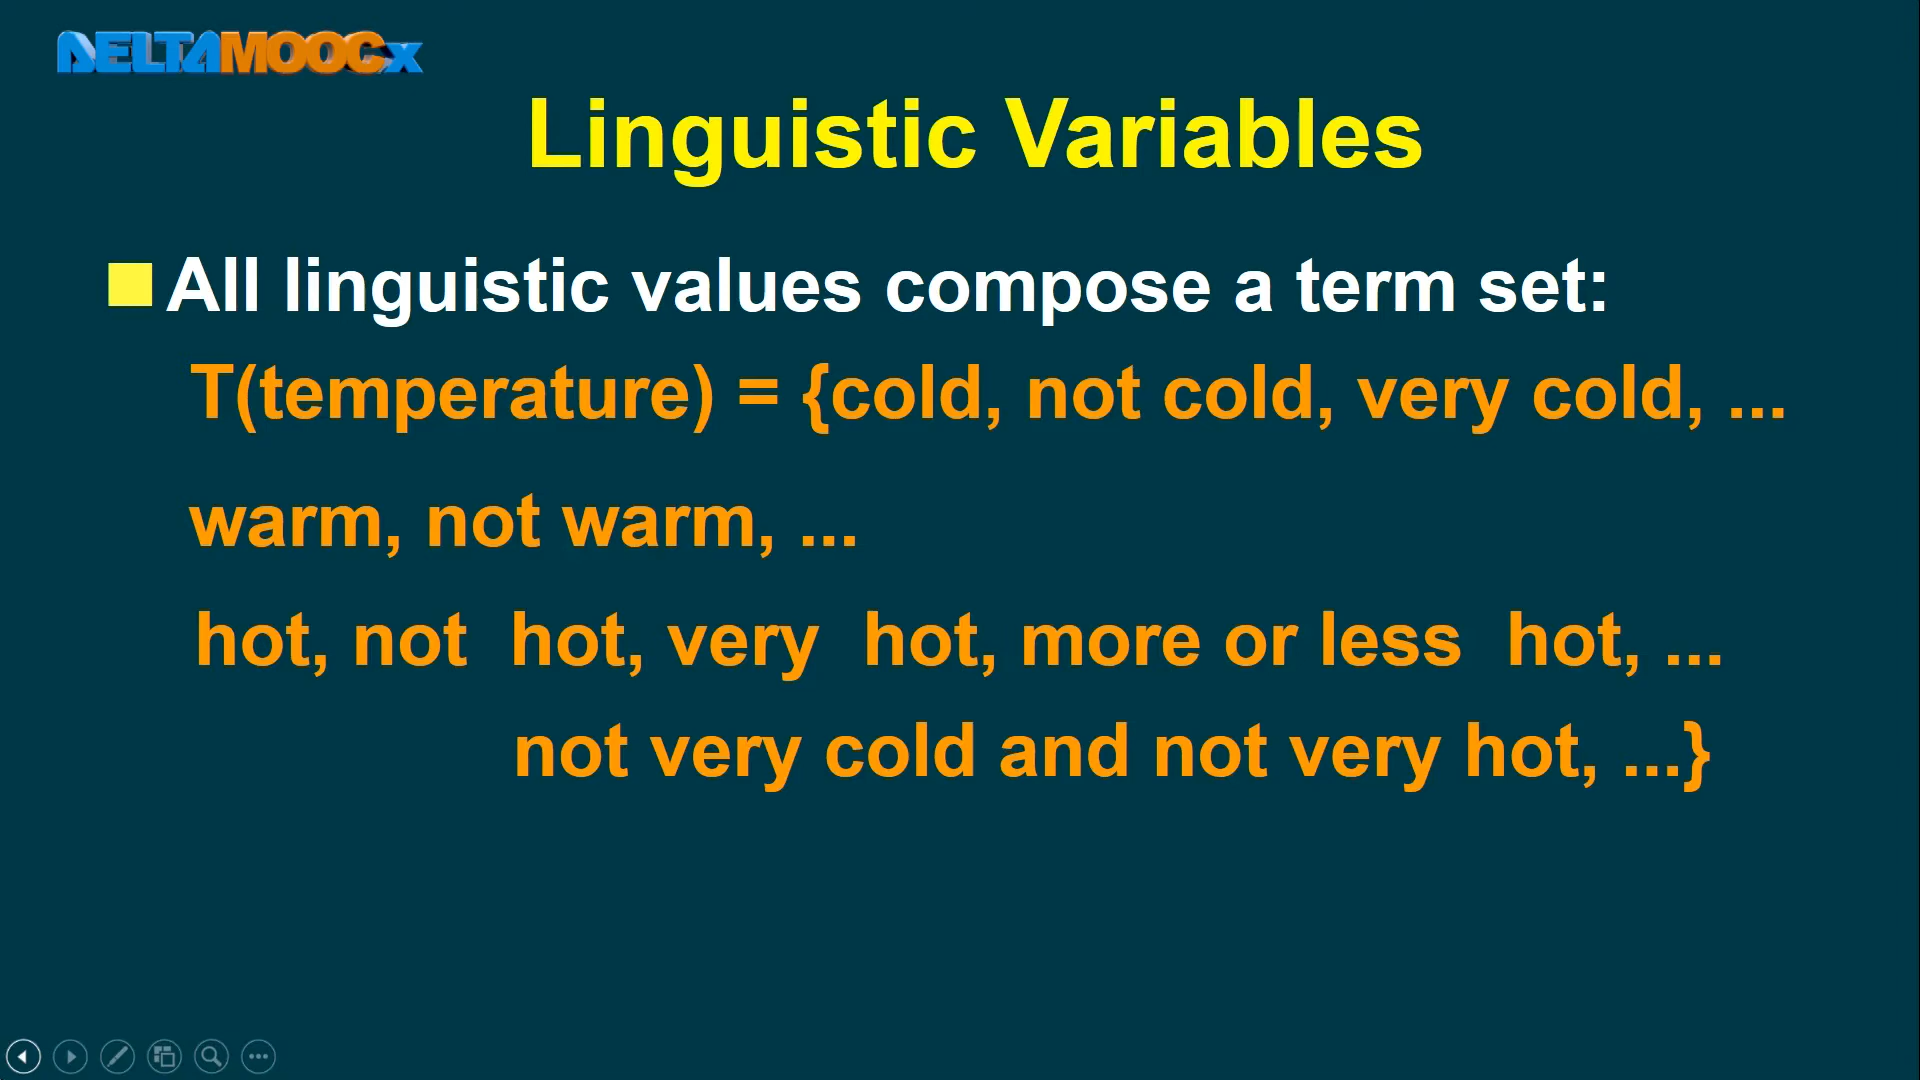 DELTAMOOCx
Linguistic Variables
All linguistic values compose a term set:
T(temperature) = {cold, not cold, very cold, ...
warm, not warm, ...
hot, not hot, very hot, more or less hot, ...
not very cold and not very hot, ...}